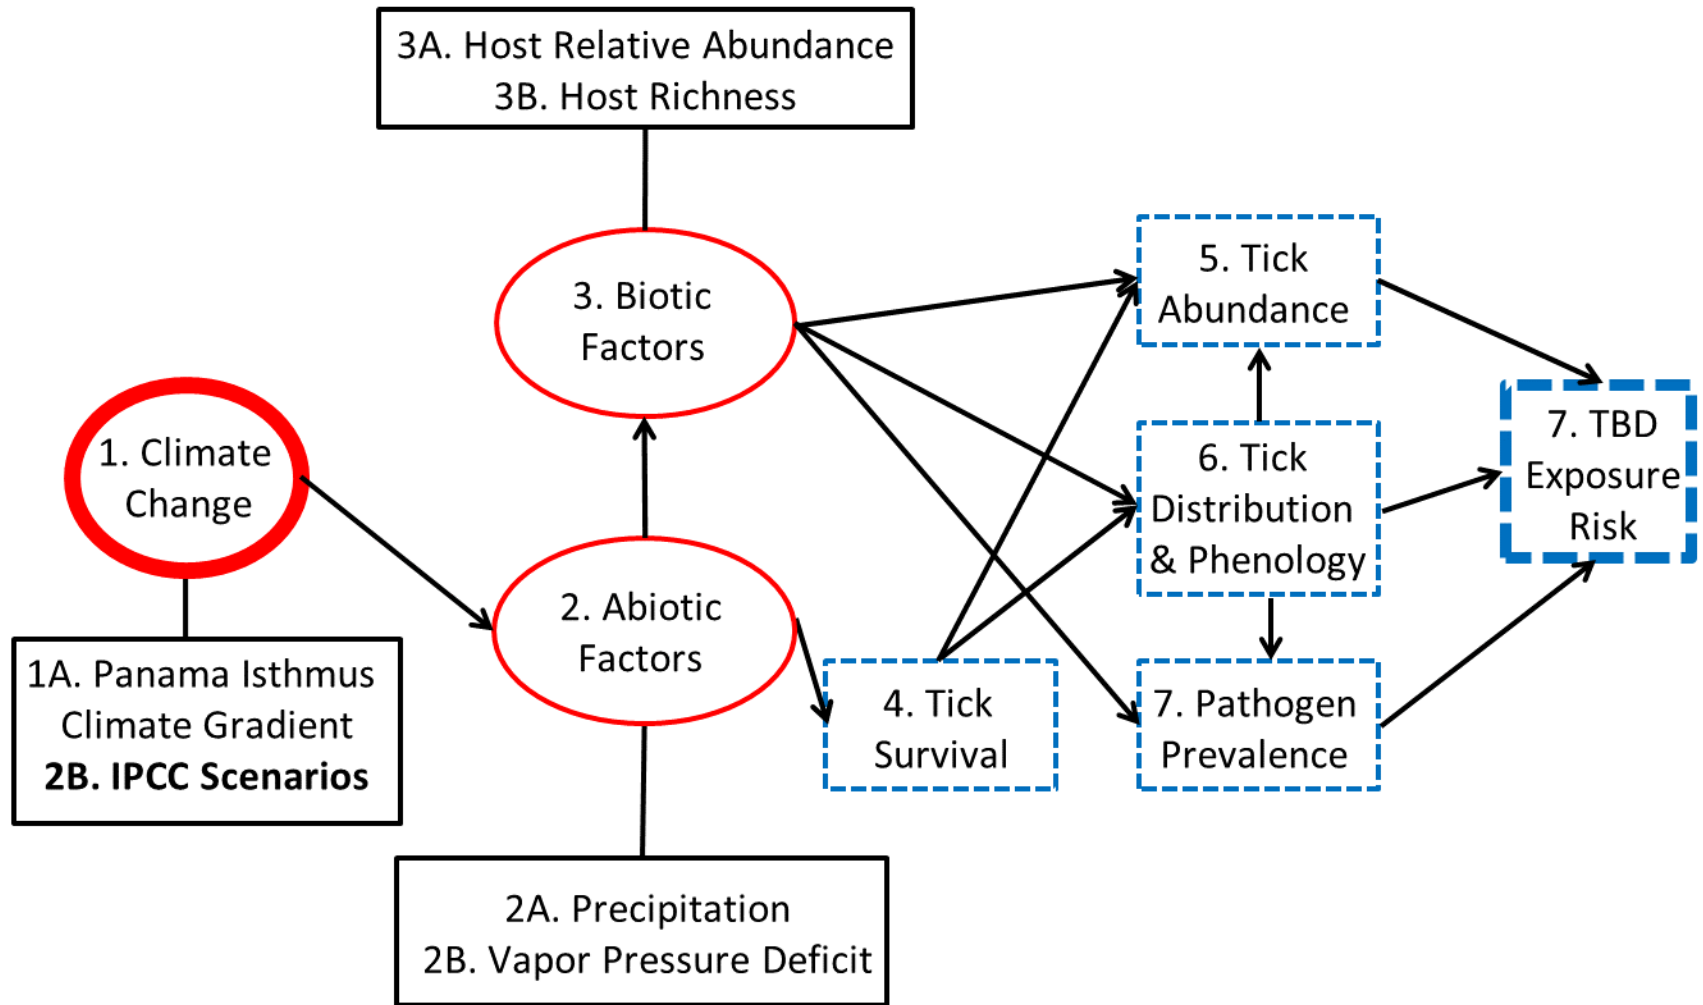 3A. Host Relative Abundance
3B. Host Richness
3. Biotic
Factors
5. Tick
Abundance
1. Climate
Change
6. Tick
Distribution
& Phenology
7. TBD
Exposure
Risk
2. Abiotic
Factors
1A. Panama Isthmus
Climate Gradient
2B. IPCC Scenarios
4. Tick
Survival
7. Pathogen
Prevalence
2A. Precipitation
2B. Vapor Pressure Deficit